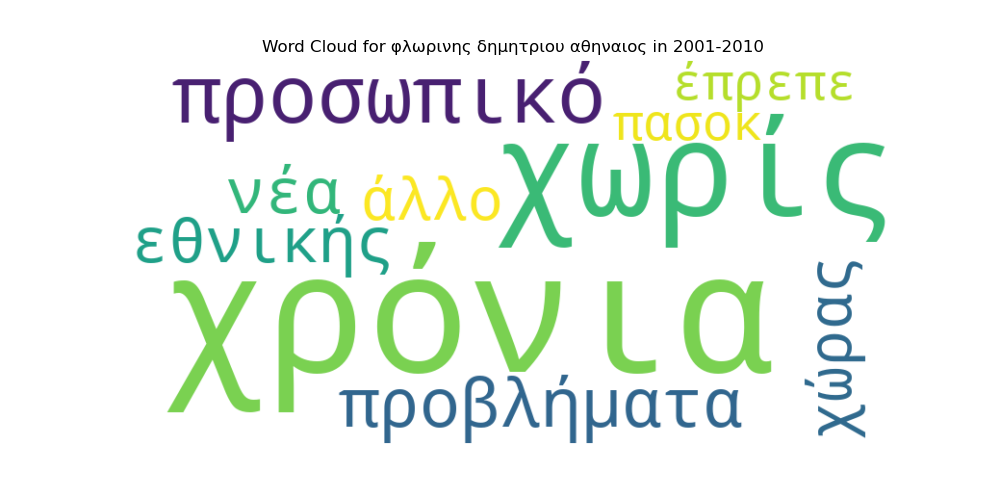 Word Cloud for φλωρινης δημητριου αθηναιος in 2001-2010
προσωπικό
έπρεπε
πασοκ
χωρίς
νέα
άλλο
εθνικής
χρόνια
χώρας
προβλήματα